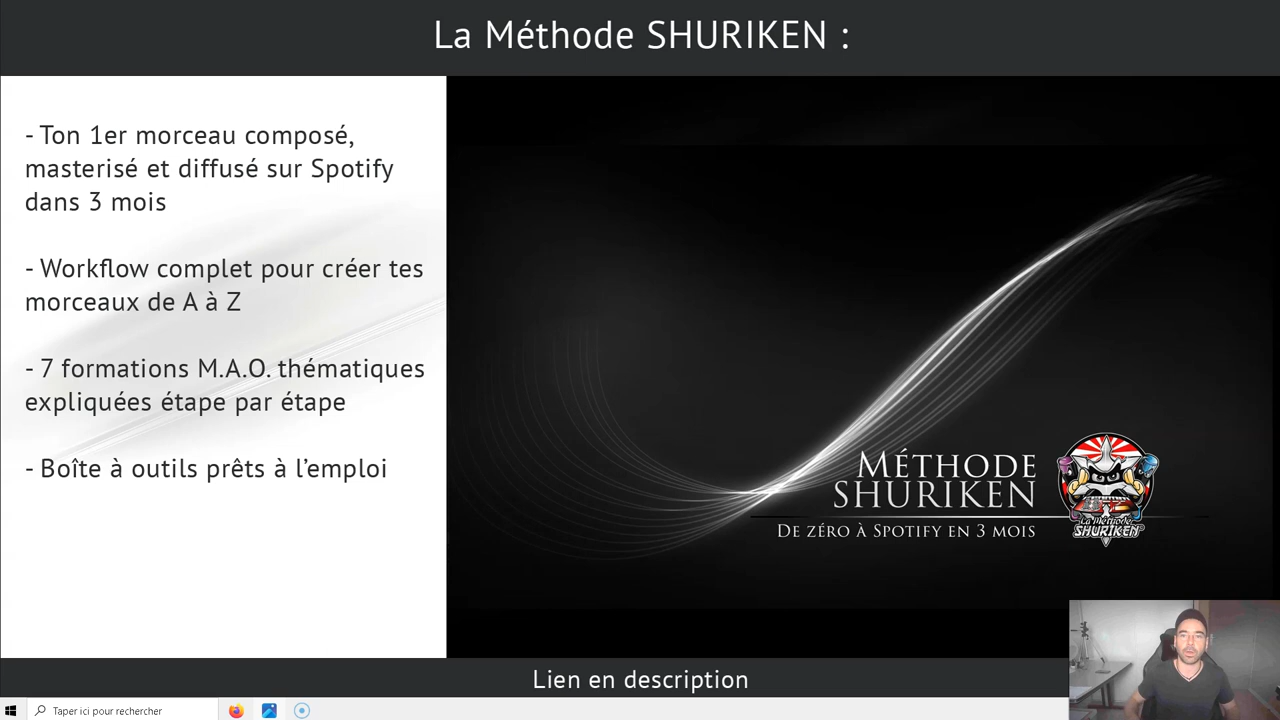 La Méthode SHURIKEN :
- Ton 1er morceau composé,
masterisé et diffusé sur Spotify
dans 3 mois
- Workflow complet pour créer tes
morceaux de A à Z
- 7 formations M.A.O. thématiques
expliquées étape par étape
- Boîte à outils prêts à l’emploi
MÉTHODE
SHURIKEN
DE ZÉRO À SPOTIFY EN 3 MOIS
La Méthode
SHURIKEN
Lien en description
Taper ici pour rechercher